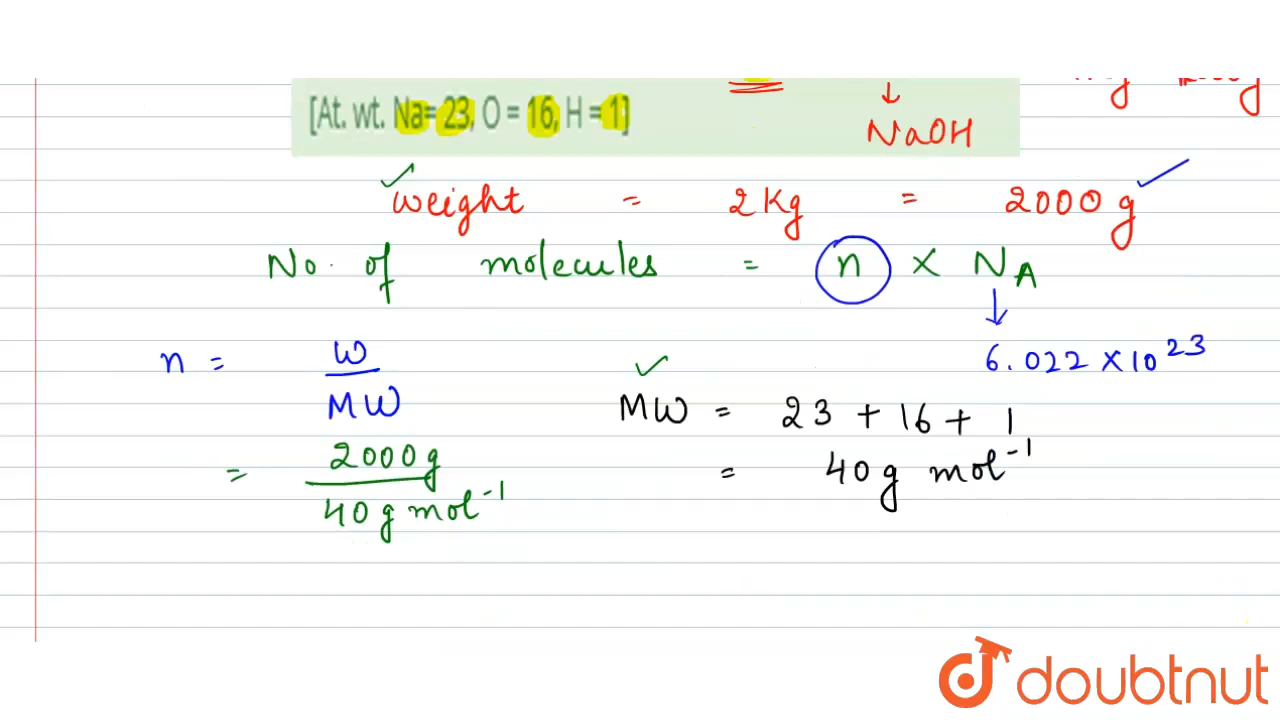 [At. wt. Na= 23, O = 16, H = 1]
↓
NaOH
weight = 2 Kg = 2000 g
No. of molecules = n × NA
↓
6.022 × 10^23
n = w / MW
= 2000 g / 40 g mol^-1
MW = 23 + 16 + 1
= 40 g mol^-1
doubtnut